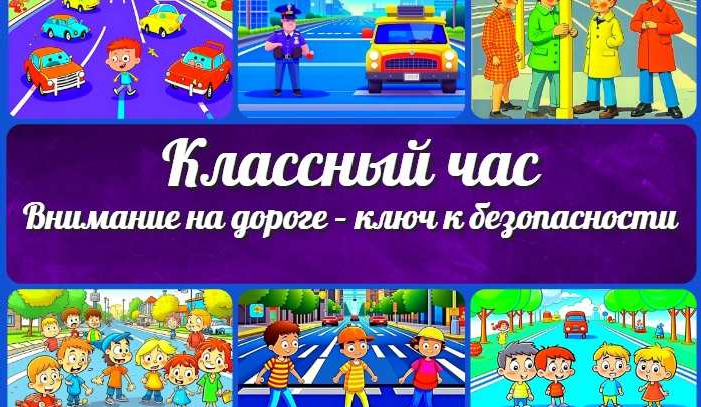 Классный час
Внимание на дороге – ключ к безопасности